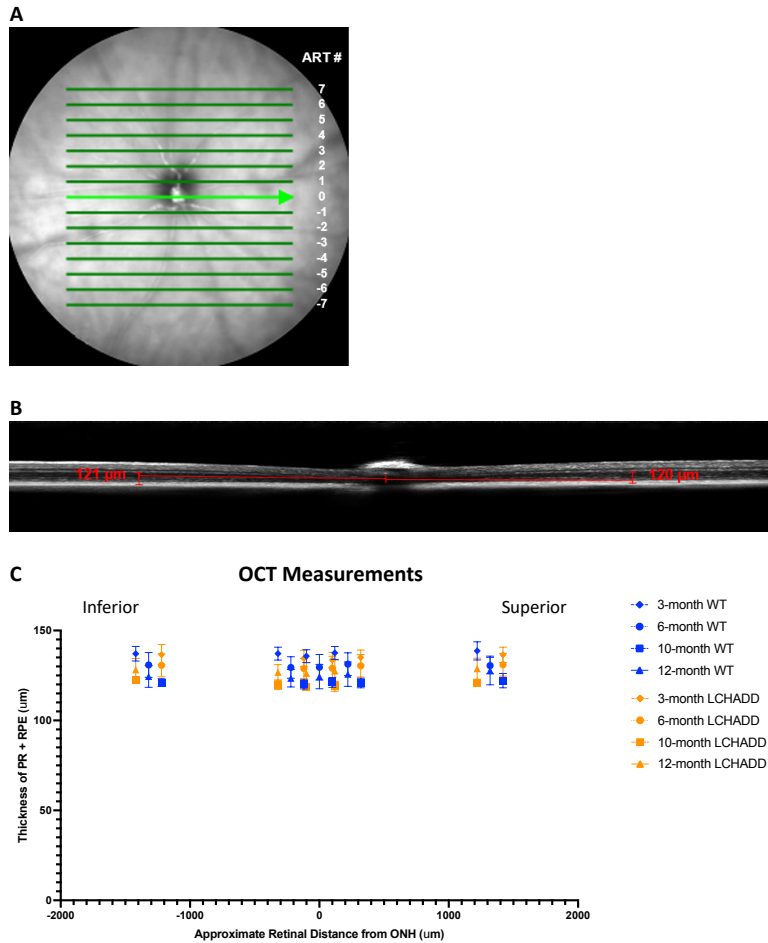 A
ART #
7
6
5
4
3
2
1
0
-1
-2
-3
-4
-5
-6
-7
B
121 µm
120 µm
C
OCT Measurements
Inferior
Superior
150
100
50
0
Thickness of PR + RPE (um)
-2000
-1000
0
1000
2000
Approximate Retinal Distance from ONH (um)
3-month WT
6-month WT
10-month WT
12-month WT
3-month LCHADD
6-month LCHADD
10-month LCHADD
12-month LCHADD